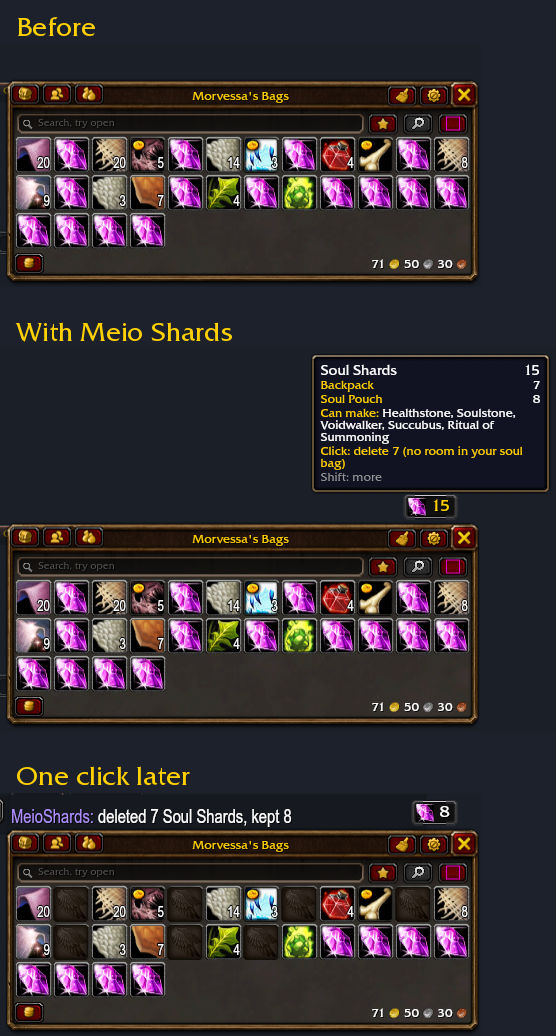 Before
Morvessa's Bags
Search, try open
20 20 5 14 3 4 8
9 3 7 4
71 50 30
With Meio Shards
Soul Shards 15
Backpack 7
Soul Pouch 8
Can make: Healthstone, Soulstone,
Voidwalker, Succubus, Ritual of
Summoning
Click: delete 7 (no room in your soul
bag)
Shift: more
15
Morvessa's Bags
Search, try open
20 20 5 14 3 4 8
9 3 7 4
71 50 30
One click later
MeioShards: deleted 7 Soul Shards, kept 8
8
Morvessa's Bags
Search, try open
20 20 5 14 3 4 8
9 3 7 4
71 50 30